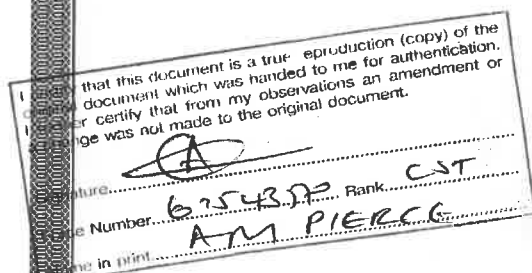 I that this document is a true eproduction (copy) of the
document which was handed to me for authentication.
er certify that from my observations an amendment or
nge was not made to the original document.
ature
e Number Rank CST
e in print AM PIERCE